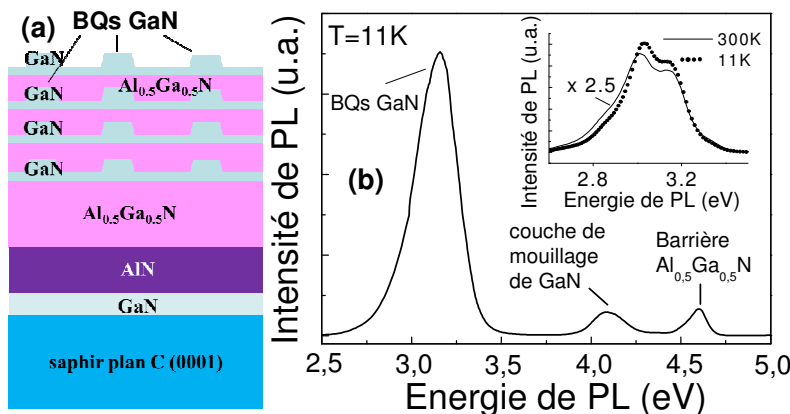 (a)
BQs GaN
GaN
Al0.5Ga0.5N
GaN
GaN
GaN
Al0.5Ga0.5N
AlN
GaN
saphir plan C (0001)
(b)
T=11K
BQs GaN
couche de
mouillage
de GaN
Barrière
Al0,5Ga0,5N
Intensité de PL (u.a.)
2,5 3,0 3,5 4,0 4,5 5,0
Energie de PL (eV)
300K
11K
x 2.5
Intensité de PL (u.a.)
2.8 3.2
Energie de PL (eV)